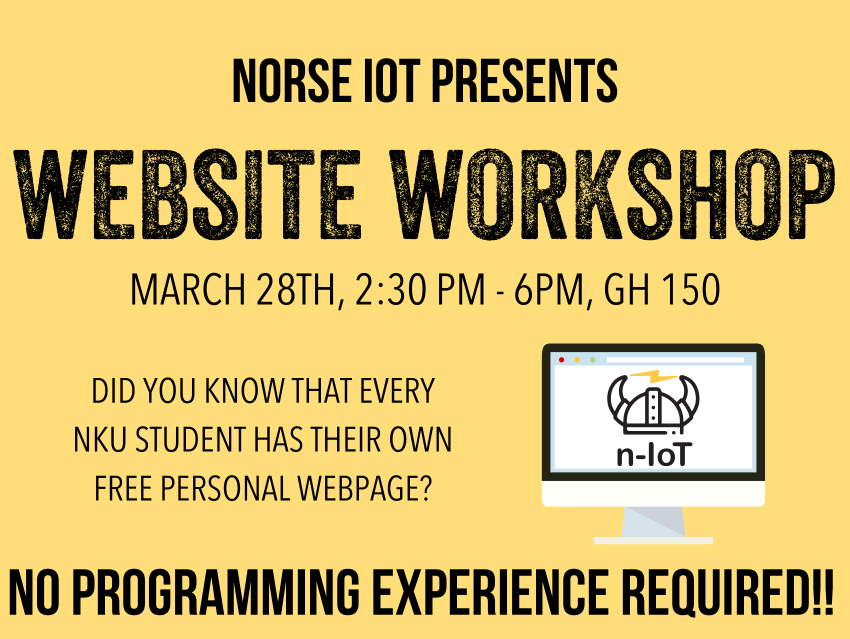 NORSE IOT PRESENTS
WEBSITE WORKSHOP
MARCH 28TH, 2:30 PM - 6PM, GH 150
DID YOU KNOW THAT EVERY
NKU STUDENT HAS THEIR OWN
FREE PERSONAL WEBPAGE?
n-IoT
NO PROGRAMMING EXPERIENCE REQUIRED!!